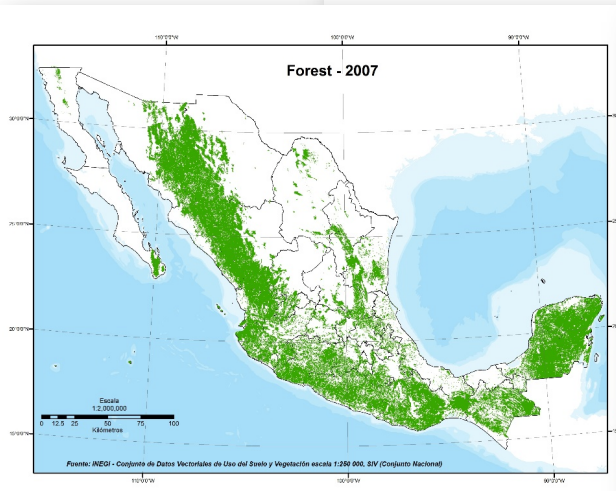 110°0'0"W 100°0'0"W 90°0'0"W
Forest - 2007
30°0'0"N
25°0'0"N
20°0'0"N
15°0'0"N
Escala
1:2,000,000
0 12.5 25 50 75 100
Kilómetros
Fuente: INEGI - Conjunto de Datos Vectoriales de Uso del Suelo y Vegetación escala 1:250 000, SIV (Conjunto Nacional)
110°0'0"W 100°0'0"W 90°0'0"W